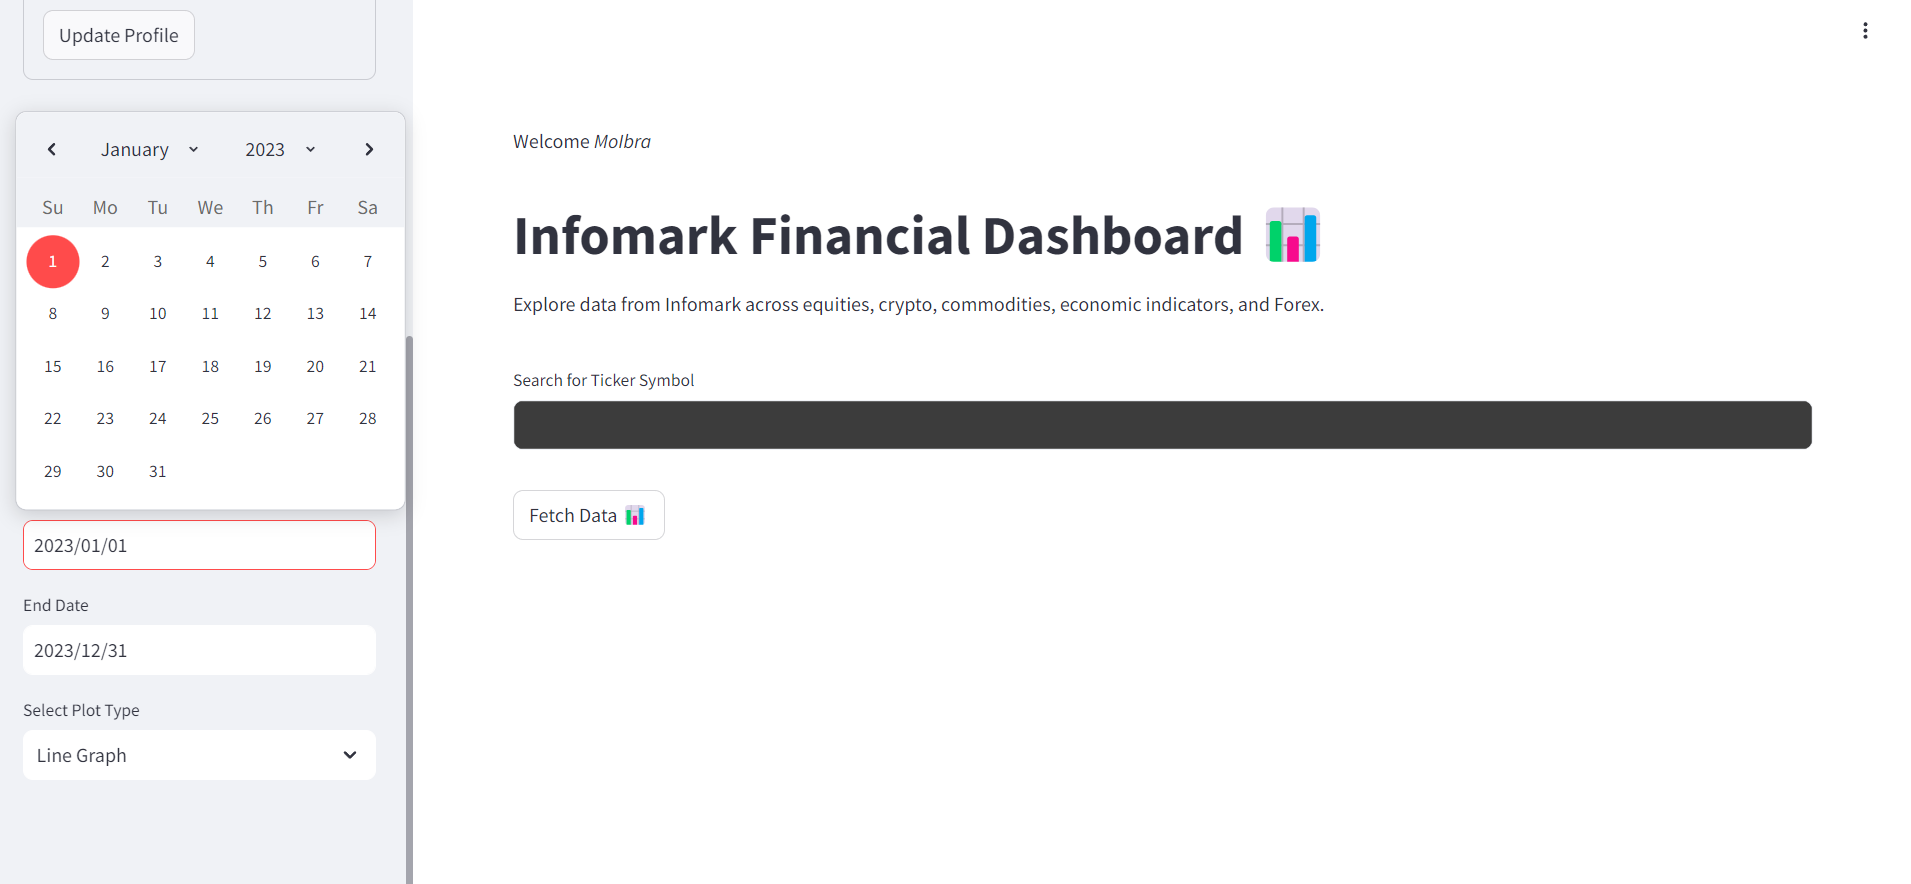 Update Profile
January 2023
Su Mo Tu We Th Fr Sa
1 2 3 4 5 6 7
8 9 10 11 12 13 14
15 16 17 18 19 20 21
22 23 24 25 26 27 28
29 30 31
2023/01/01
End Date
2023/12/31
Select Plot Type
Line Graph
Welcome MoIbra
Infomark Financial Dashboard
Explore data from Infomark across equities, crypto, commodities, economic indicators, and Forex.
Search for Ticker Symbol
Fetch Data